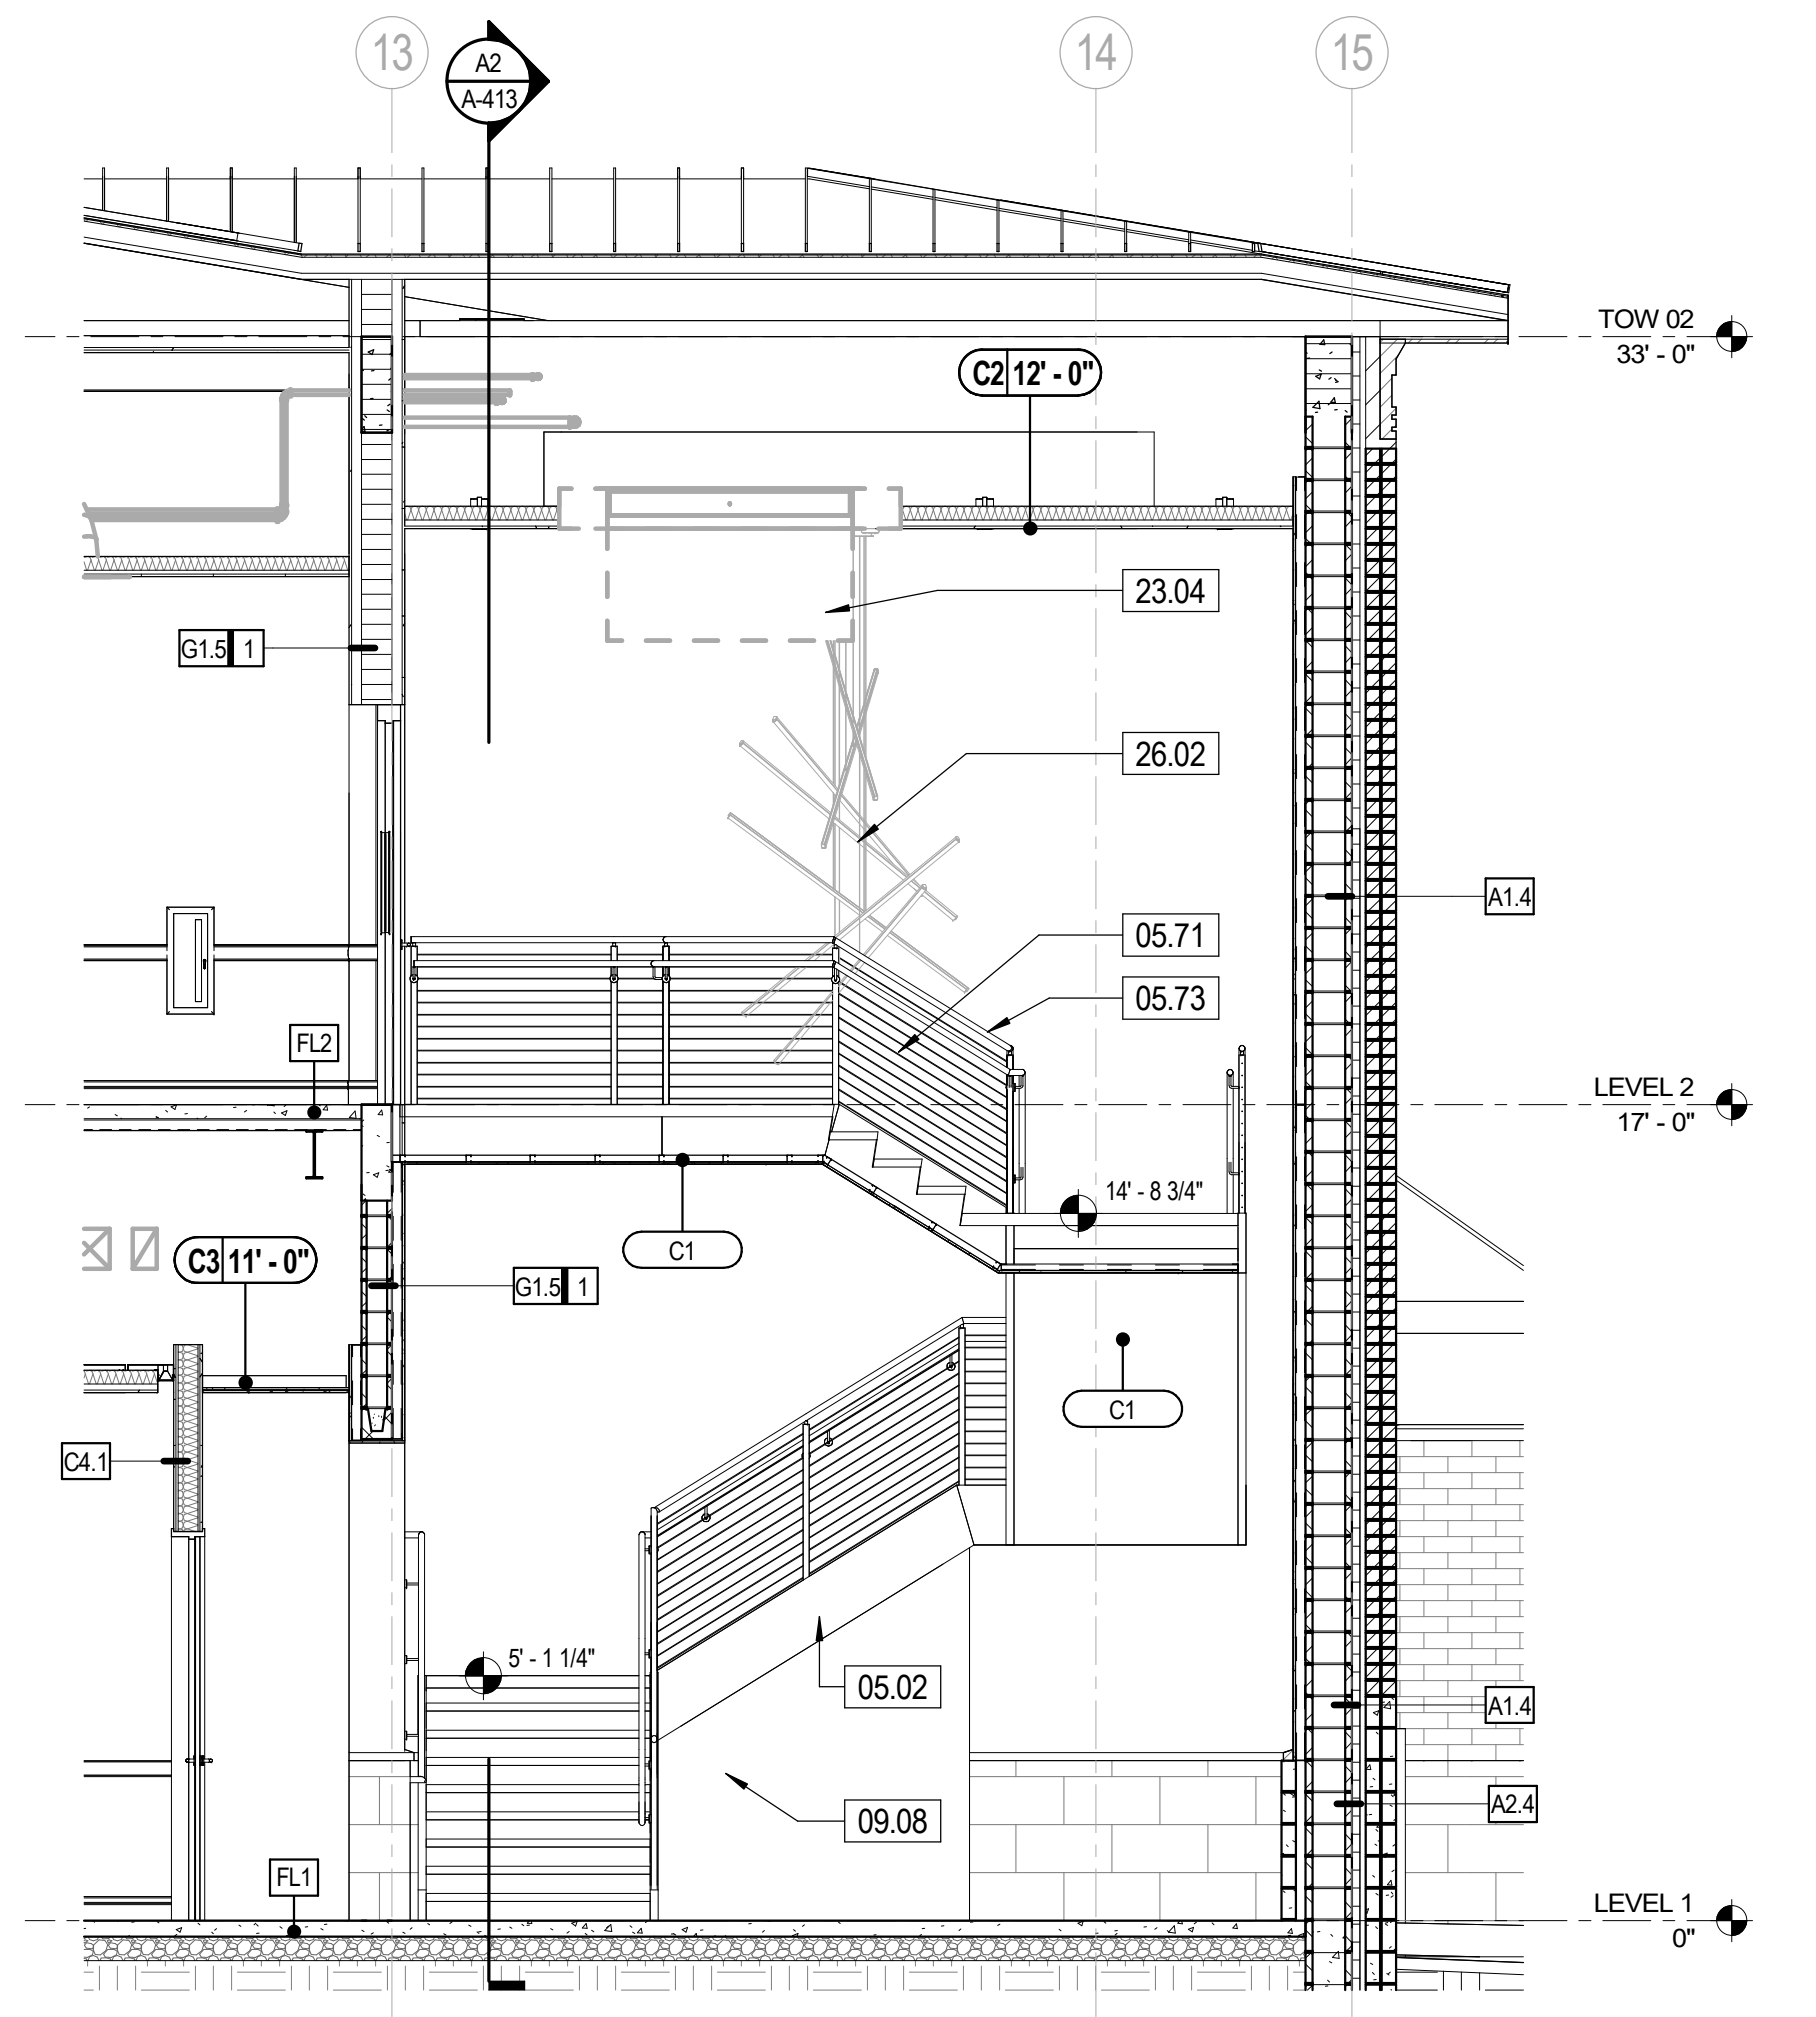 13
A2
A-413
14
15
TOW 02
33' - 0"
C2 12' - 0"
23.04
G1.5 1
26.02
A1.4
05.71
05.73
FL2
LEVEL 2
17' - 0"
14' - 8 3/4"
C1
C3 11' - 0"
G1.5 1
C1
C4.1
5' - 1 1/4"
05.02
A1.4
A2.4
09.08
FL1
LEVEL 1
0"